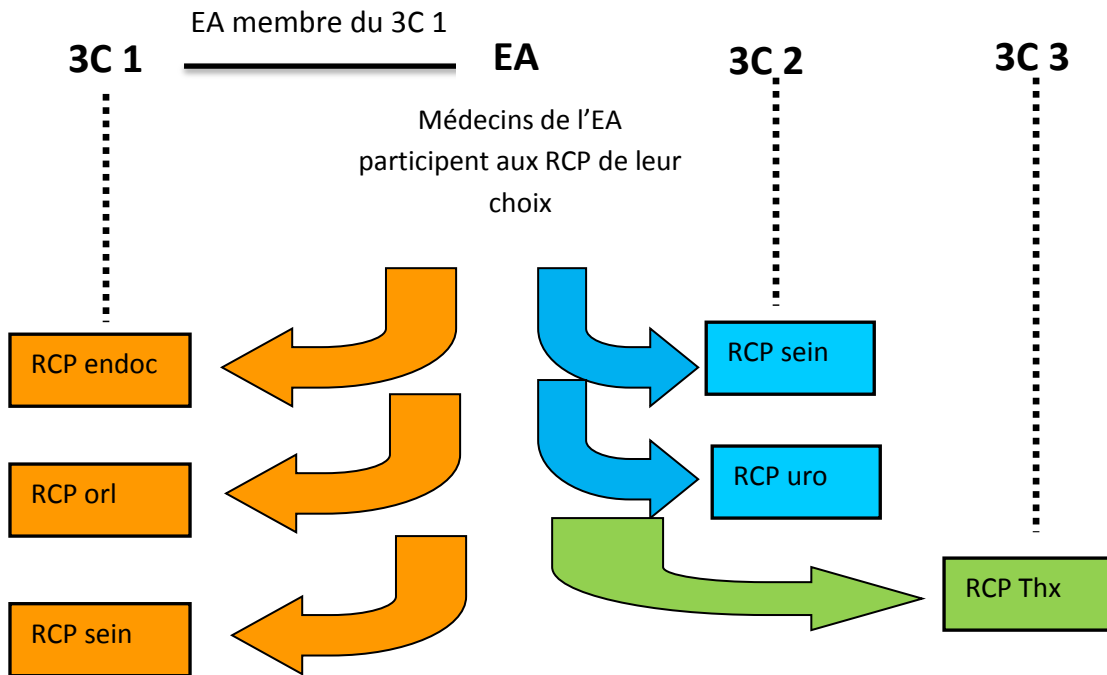 EA membre du 3C 1
3C 1
EA
3C 2
3C 3
Médecins de l’EA
participent aux RCP de leur
choix
RCP endoc
RCP sein
RCP orl
RCP uro
RCP Thx
RCP sein